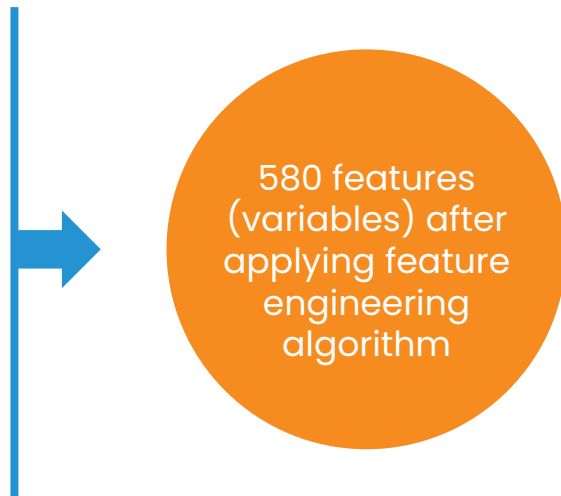 580 features
(variables) after
applying feature
engineering
algorithm